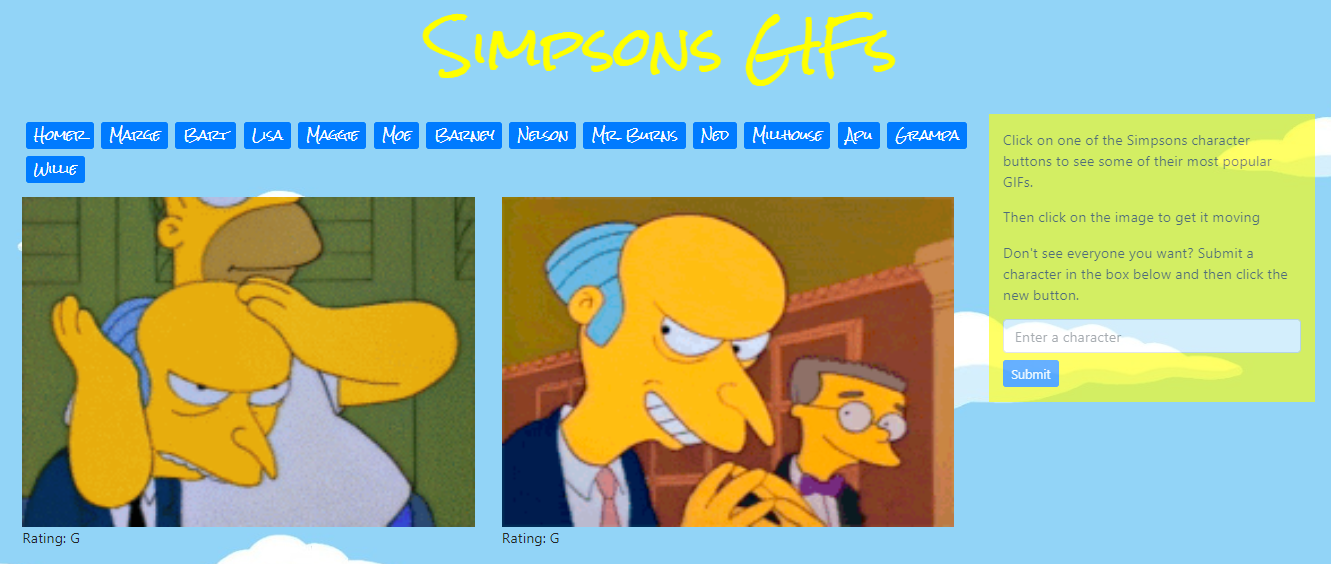 Simpsons GIFs
Homer Marge Bart Lisa Maggie Moe Barney Nelson Mr. Burns Ned Millhouse Apu Grampa
Willie
Click on one of the Simpsons character
buttons to see some of their most popular
GIFs.
Then click on the image to get it moving
Don't see everyone you want? Submit a
character in the box below and then click the
new button.
Enter a character
Submit
Rating: G
Rating: G